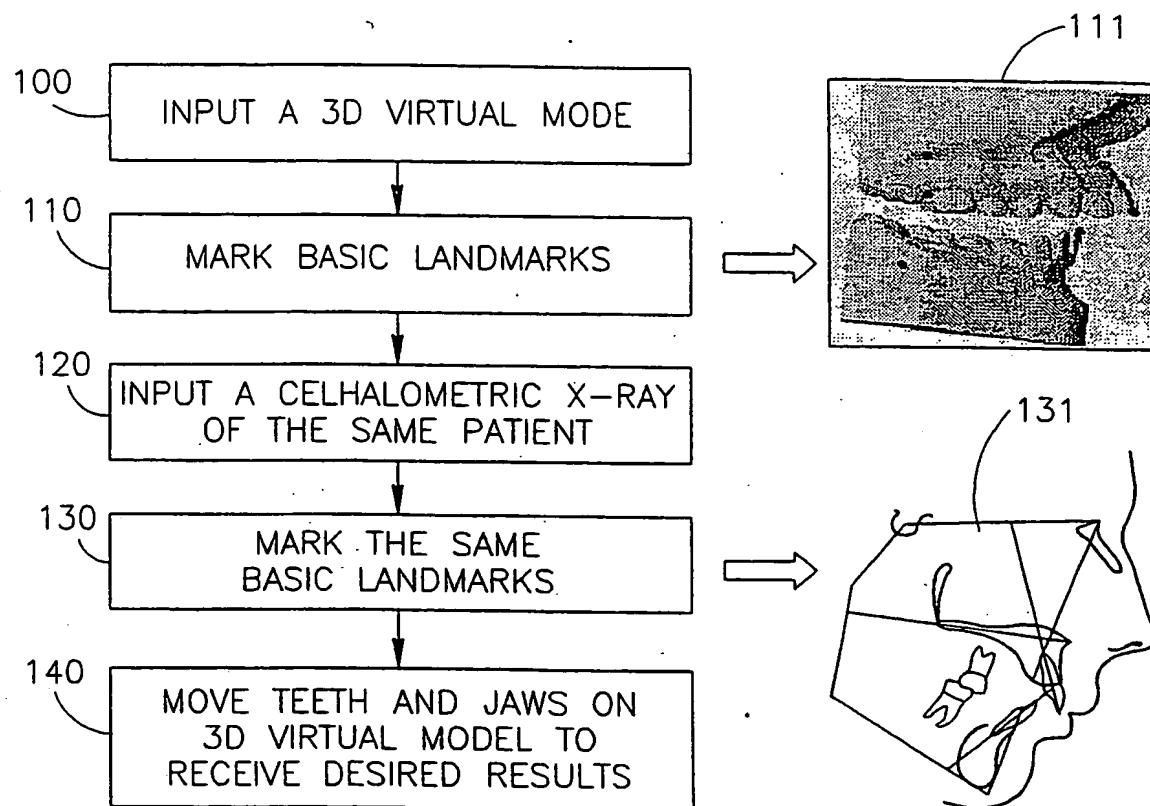 100
INPUT A 3D VIRTUAL MODE
111
110
MARK BASIC LANDMARKS
120
INPUT A CELHALOMETRIC X-RAY
OF THE SAME PATIENT
130
MARK THE SAME
BASIC LANDMARKS
131
140
MOVE TEETH AND JAWS ON
3D VIRTUAL MODEL TO
RECEIVE DESIRED RESULTS